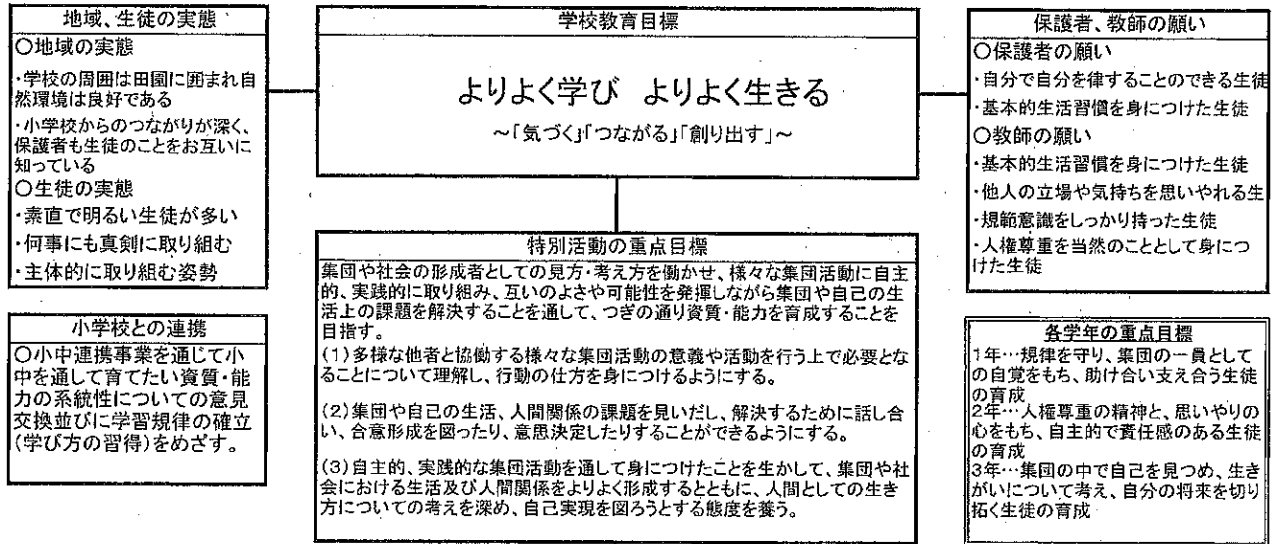 地域、生徒の実態
〇地域の実態
・学校の周囲は田園に囲まれ自
然環境は良好である
・小学校からのつながりが深く、
保護者も生徒のことをお互いに
知っている
〇生徒の実態
・素直で明るい生徒が多い
・何事にも真剣に取り組む
・主体的に取り組む姿勢
学校教育目標
よりよく学び よりよく生きる
～「気づく」「つながる」「創り出す」～
保護者、教師の願い
〇保護者の願い
・自分で自分を律することのできる生徒
・基本的生活習慣を身につけた生徒
〇教師の願い
・基本的生活習慣を身につけた生徒
・他人の立場や気持ちを思いやれる生
・規範意識をしっかり持った生徒
・人権尊重を当然のこととして身につ
けた生徒
小学校との連携
〇小中連携事業を通じて小
中を通して育てたい資質・能
力の系統性についての意見
交換並びに学習規律の確立
(学び方の習得)をめざす。
特別活動の重点目標
集団や社会の形成者としての見方・考え方を働かせ、様々な集団活動に自主
的、実践的に取り組み、互いのよさや可能性を発揮しながら集団や自己の生
活上の課題を解決することを通して、つぎの通り資質・能力を育成することを
目指す。
(1)多様な他者と協働する様々な集団活動の意義や活動を行う上で必要とな
ることについて理解し、行動の仕方を身につけるようにする。
(2)集団や自己の生活、人間関係の課題を見いだし、解決するために話し合
い、合意形成を図ったり、意思決定したりすることができるようにする。
(3)自主的、実践的な集団活動を通して身につけたことを生かして、集団や社
会における生活及び人間関係をよりよく形成するとともに、人間としての生き
方についての考えを深め、自己実現を図ろうとする態度を養う。
各学年の重点目標
1年…規律を守り、集団の一員として
の自覚をもち、助け合い支え合う生徒
の育成
2年…人権尊重の精神と、思いやりの
心をもち、自主的で責任感のある生徒
の育成
3年…集団の中で自己を見つめ、生き
がいについて考え、自分の将来を切り
拓く生徒の育成